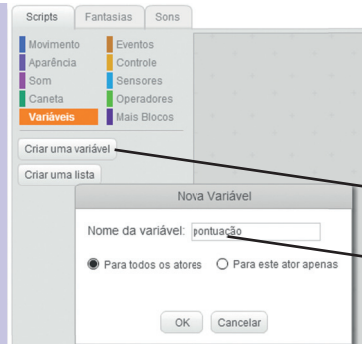 Scripts Fantasias Sons
Movimento Eventos
Aparência Controle
Som Sensores
Caneta Operadores
Variáveis Mais Blocos
Criar uma variável
Criar uma lista
Nova Variável
Nome da variável: pontuação
Para todos os atores Para este ator apenas
OK Cancelar